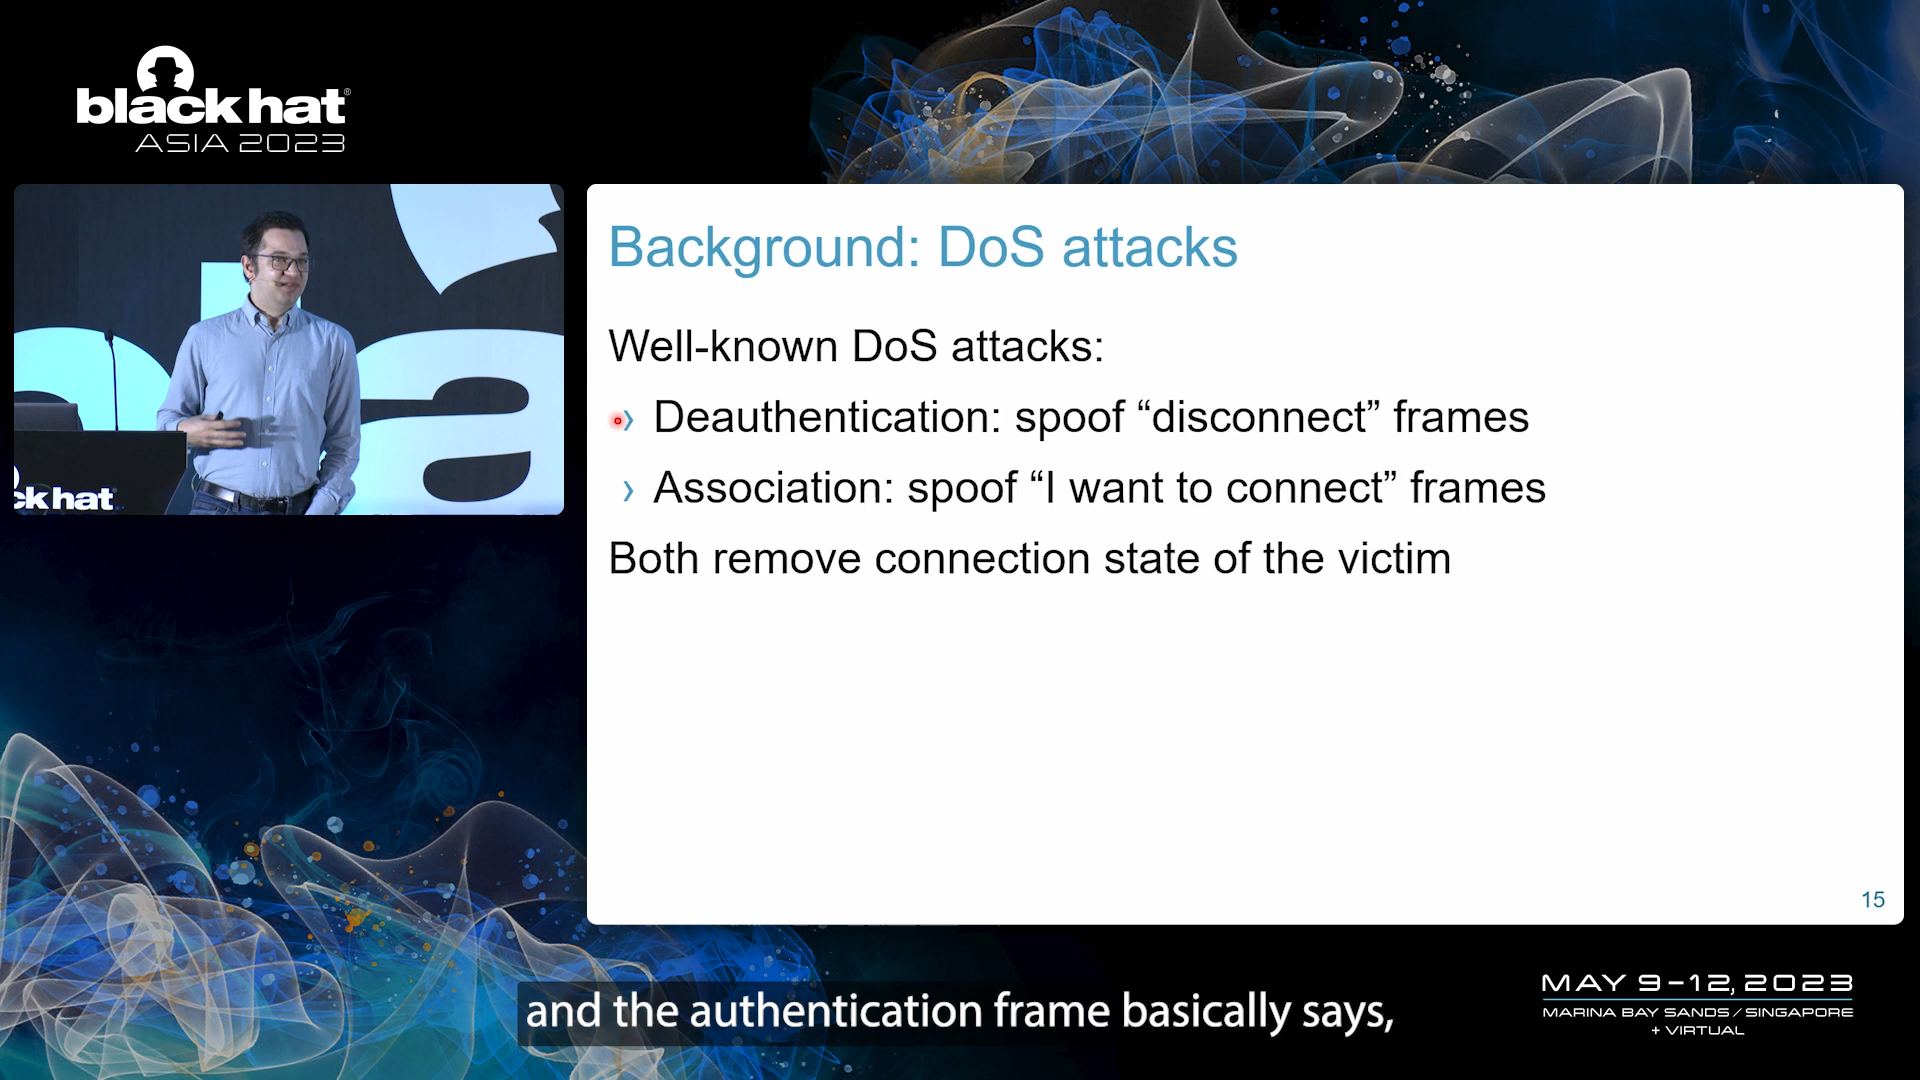 black hat®
ASIA 2023
ck hat
Background: DoS attacks
Well-known DoS attacks:
› Deauthentication: spoof “disconnect” frames
› Association: spoof “I want to connect” frames
Both remove connection state of the victim
15
and the authentication frame basically says,
MAY 9-12, 2023
MARINA BAY SANDS / SINGAPORE
+ VIRTUAL